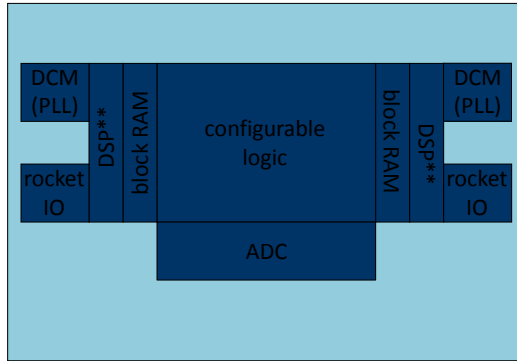 DCM
(PLL)
rocket
IO
DSP**
block RAM
configurable
logic
ADC
block RAM
DSP**
DCM
(PLL)
rocket
IO